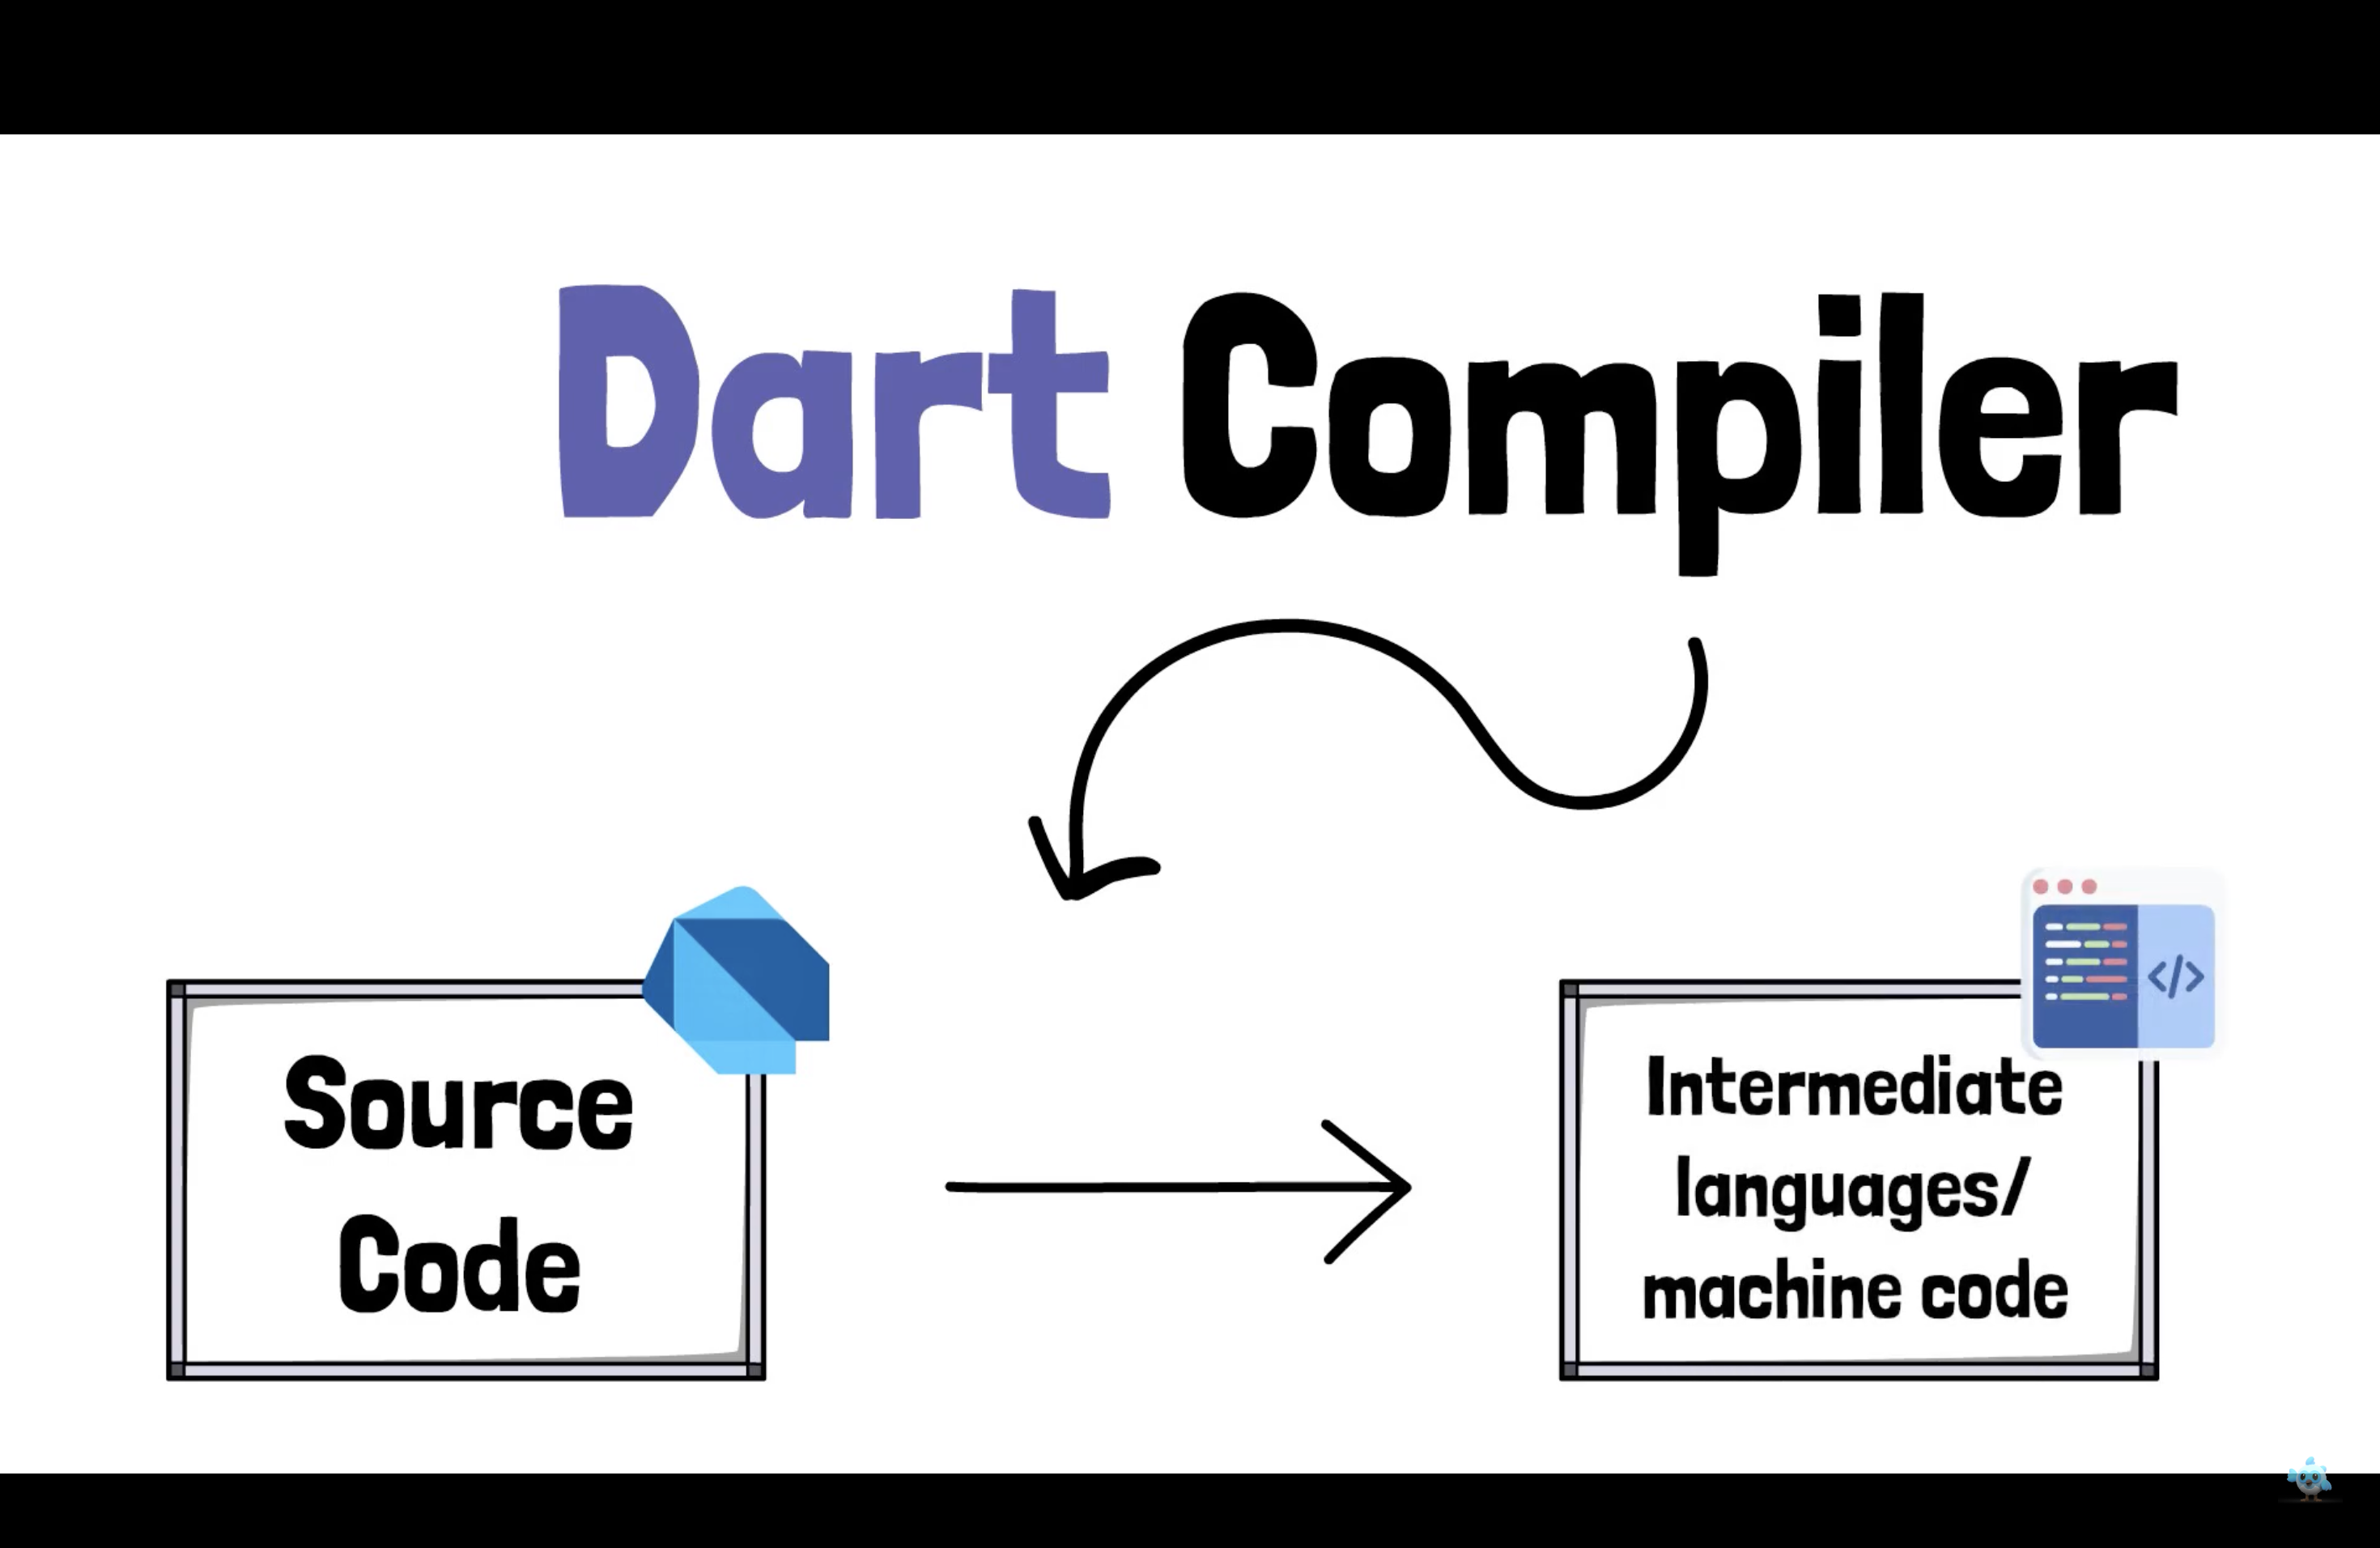 Dart Compiler
Source
Code
Intermediate
languages/
machine code
</>